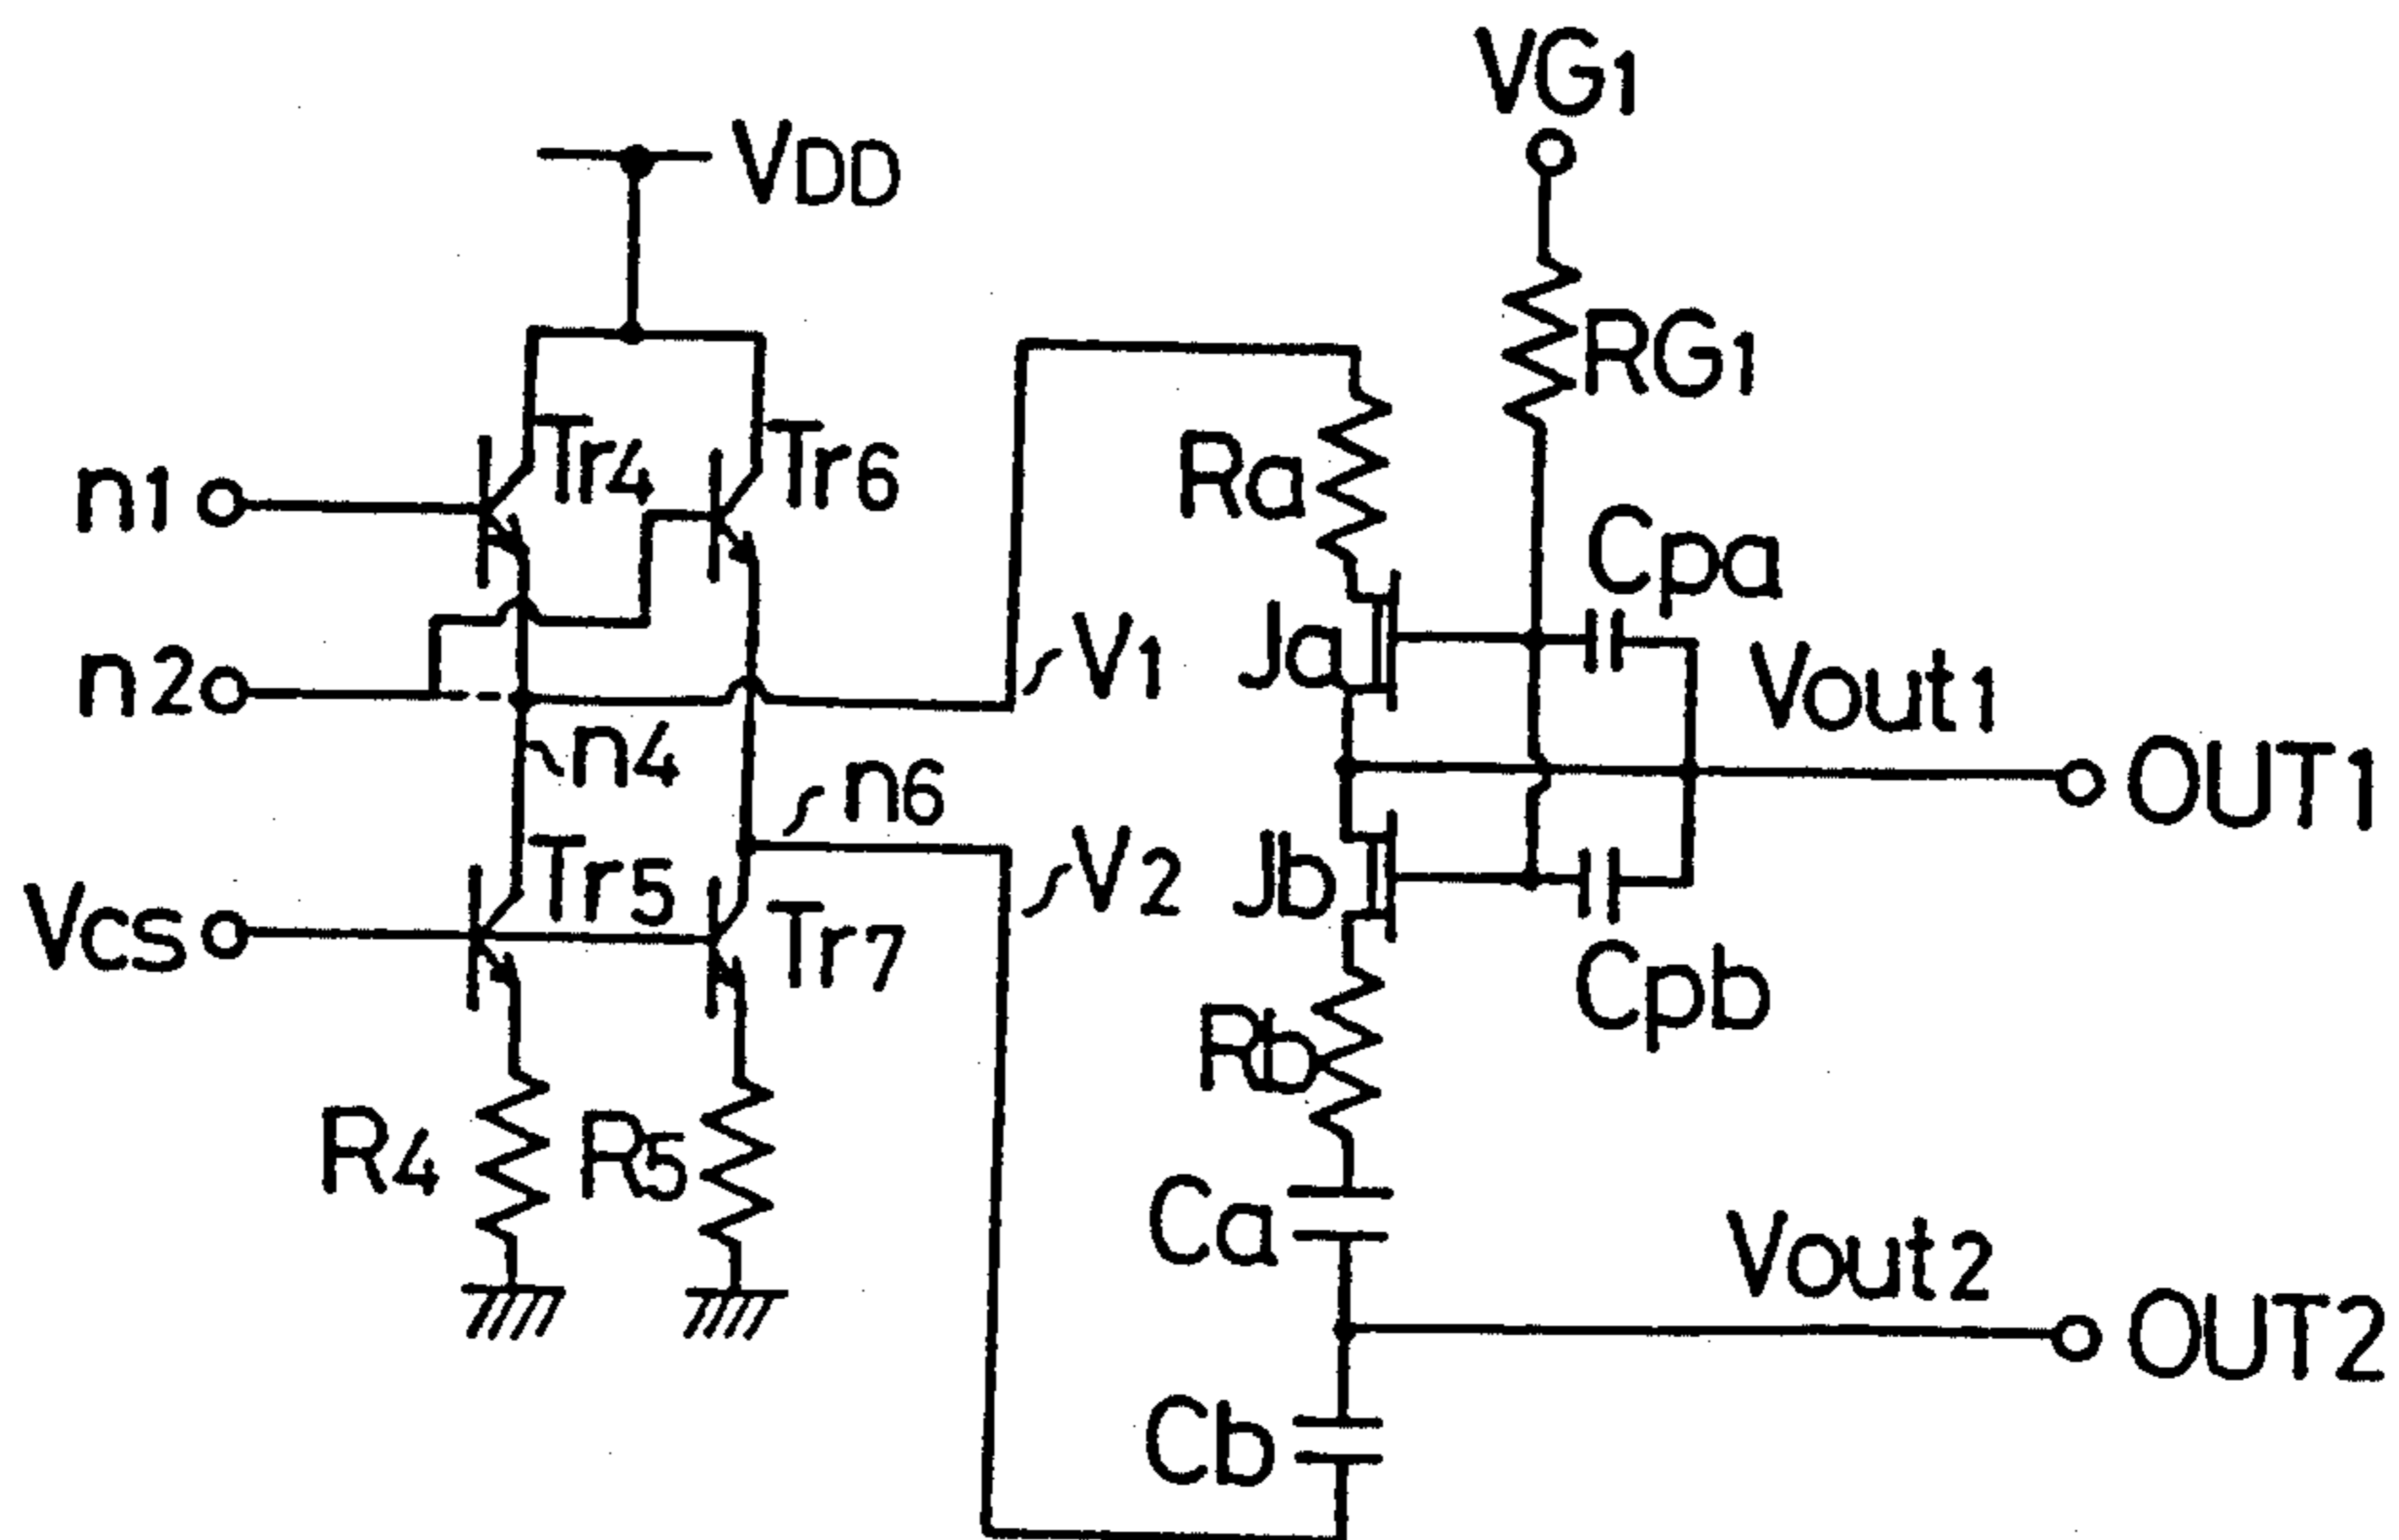 VG1
VDD
RG1
Tr4
Tr6
Ra
n1
Cpa
Ja
V1
n2
Vout1
n4
OUT1
n6
Tr5
Jb
V2
Vcs
Tr7
Cpb
Rb
R4
R5
Ca
Vout2
OUT2
Cb